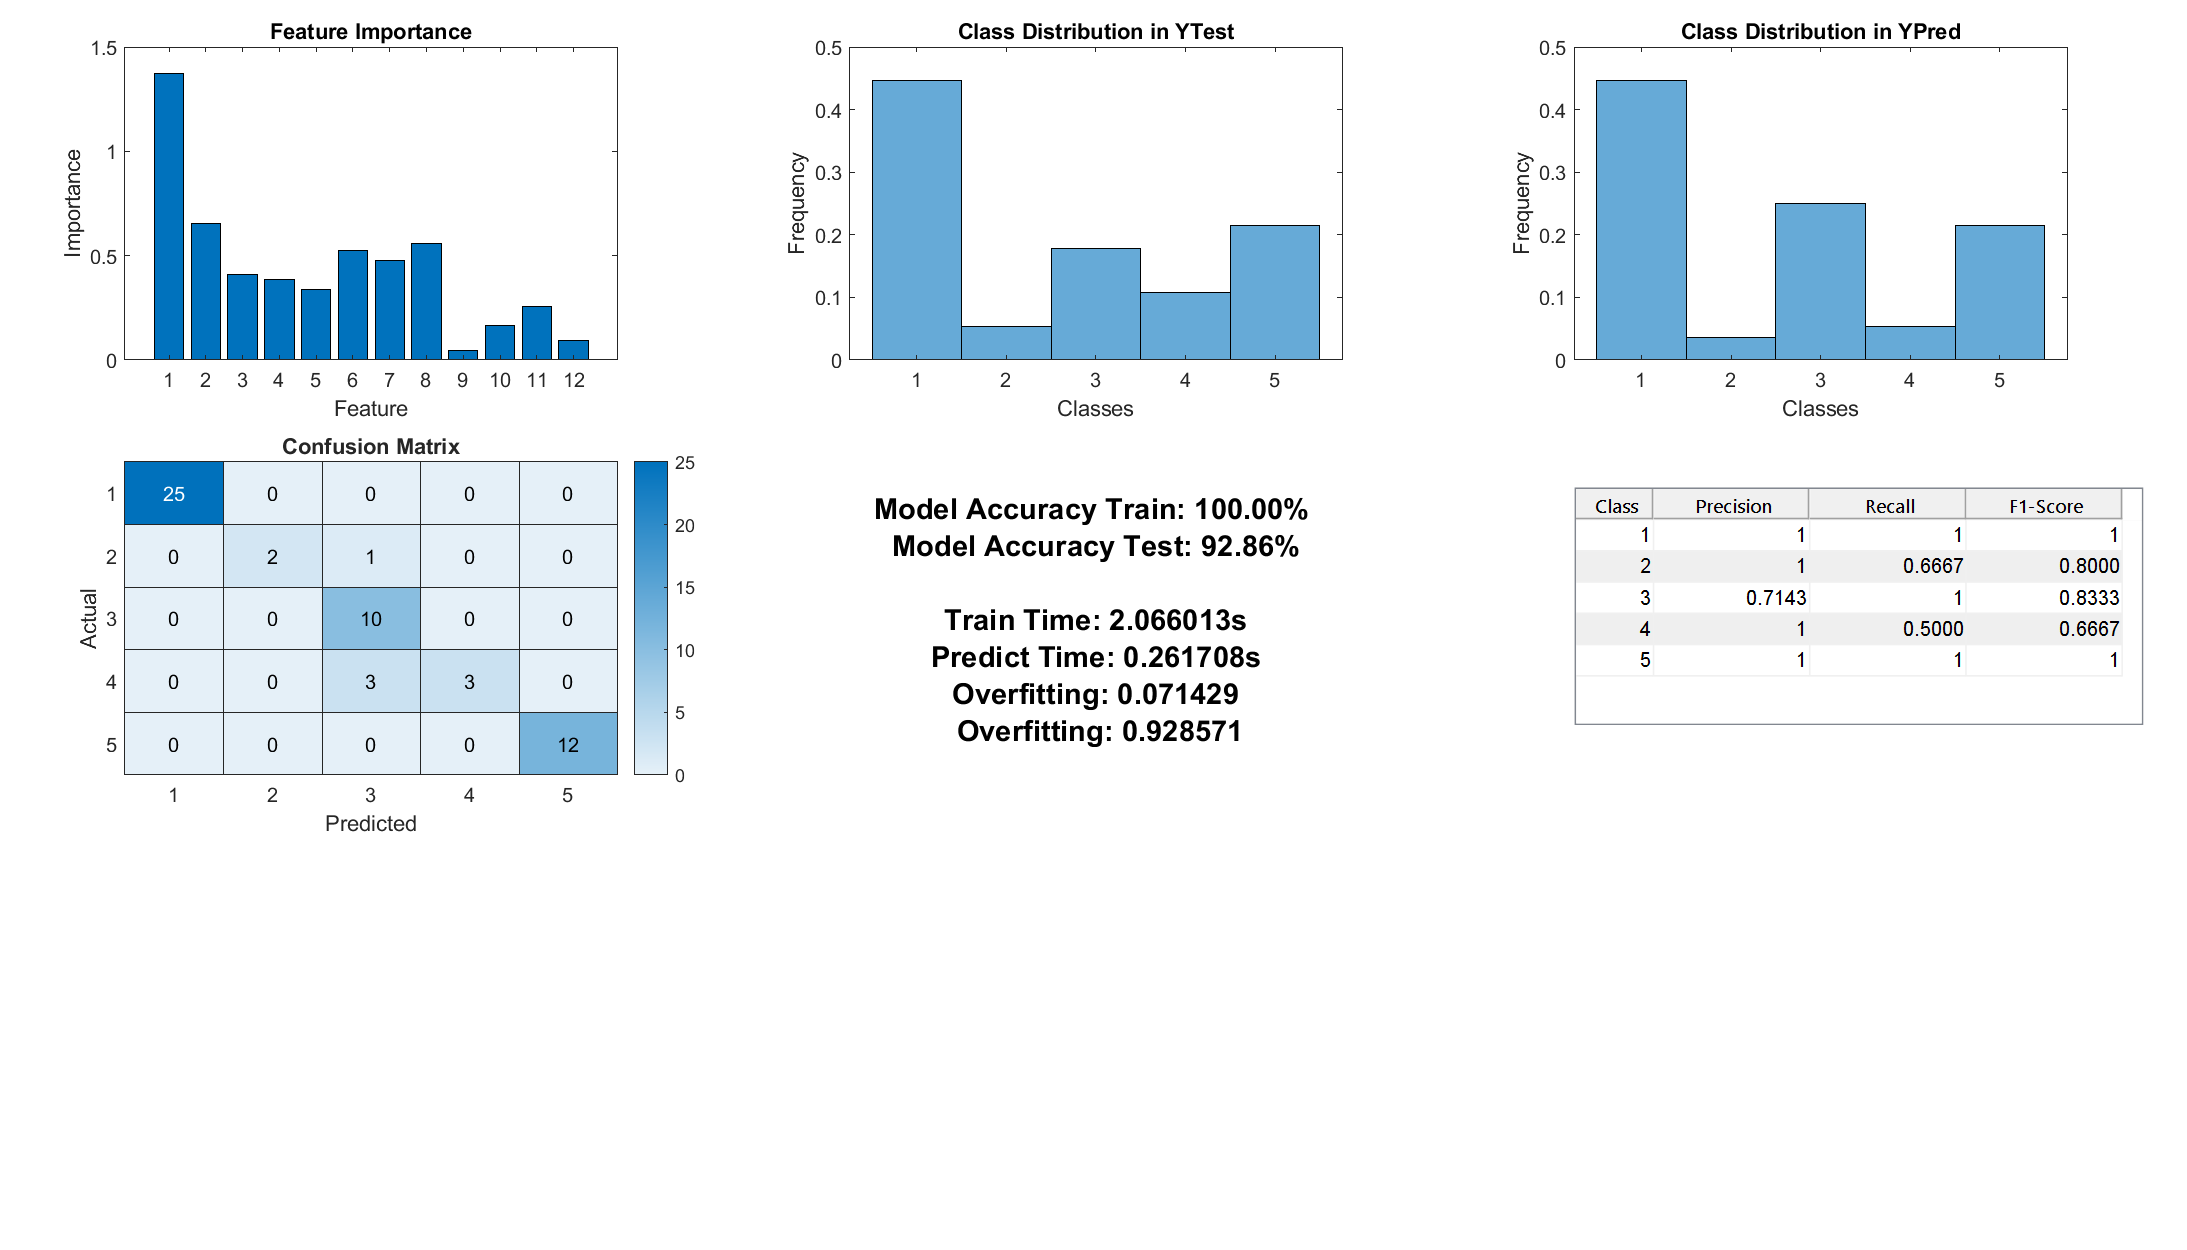 Feature Importance
1.5
1
0.5
0
Importance
1 2 3 4 5 6 7 8 9 10 11 12
Feature
Class Distribution in YTest
0.5
0.4
0.3
0.2
0.1
0
Frequency
1 2 3 4 5
Classes
Class Distribution in YPred
0.5
0.4
0.3
0.2
0.1
0
Frequency
1 2 3 4 5
Classes
Confusion Matrix
Actual
1 25 0 0 0 0
2 0 2 1 0 0
3 0 0 10 0 0
4 0 0 3 3 0
5 0 0 0 0 12
1 2 3 4 5
Predicted
25
20
15
10
5
0
Model Accuracy Train: 100.00%
Model Accuracy Test: 92.86%
Train Time: 2.066013s
Predict Time: 0.261708s
Overfitting: 0.071429
Overfitting: 0.928571
Class Precision Recall F1-Score
1 1 1 1
2 1 0.6667 0.8000
3 0.7143 1 0.8333
4 1 0.5000 0.6667
5 1 1 1